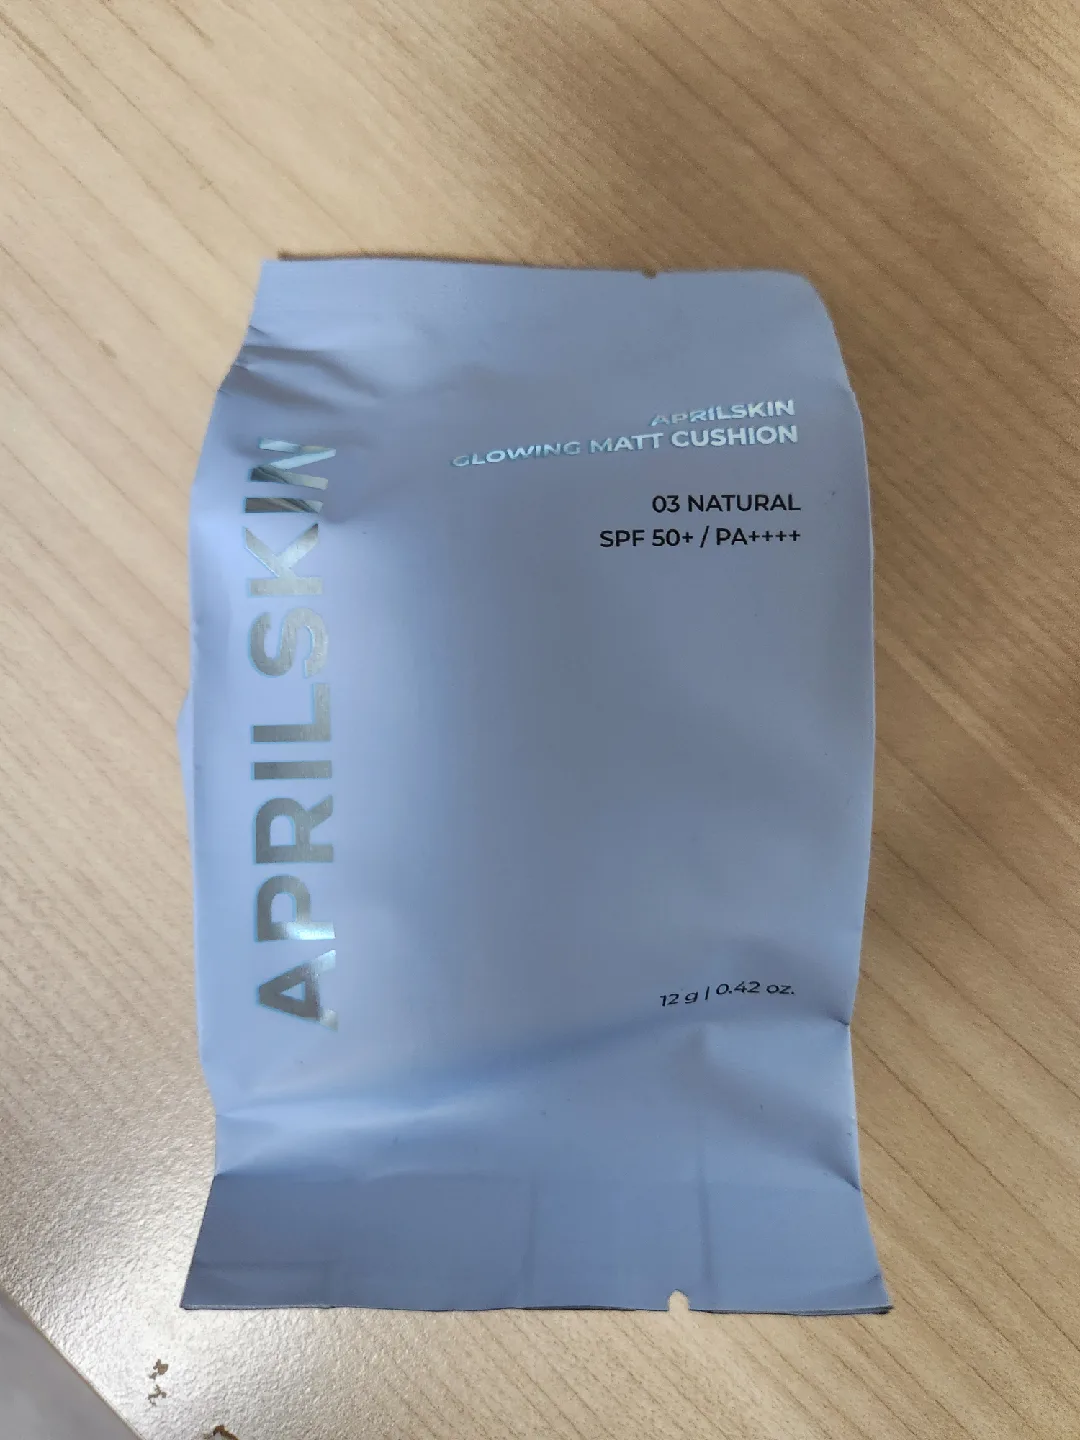 APRILSKIN
APRILSKIN
GLOWING MATT CUSHION
03 NATURAL
SPF 50+ / PA++++
12 g | 0.42 oz.